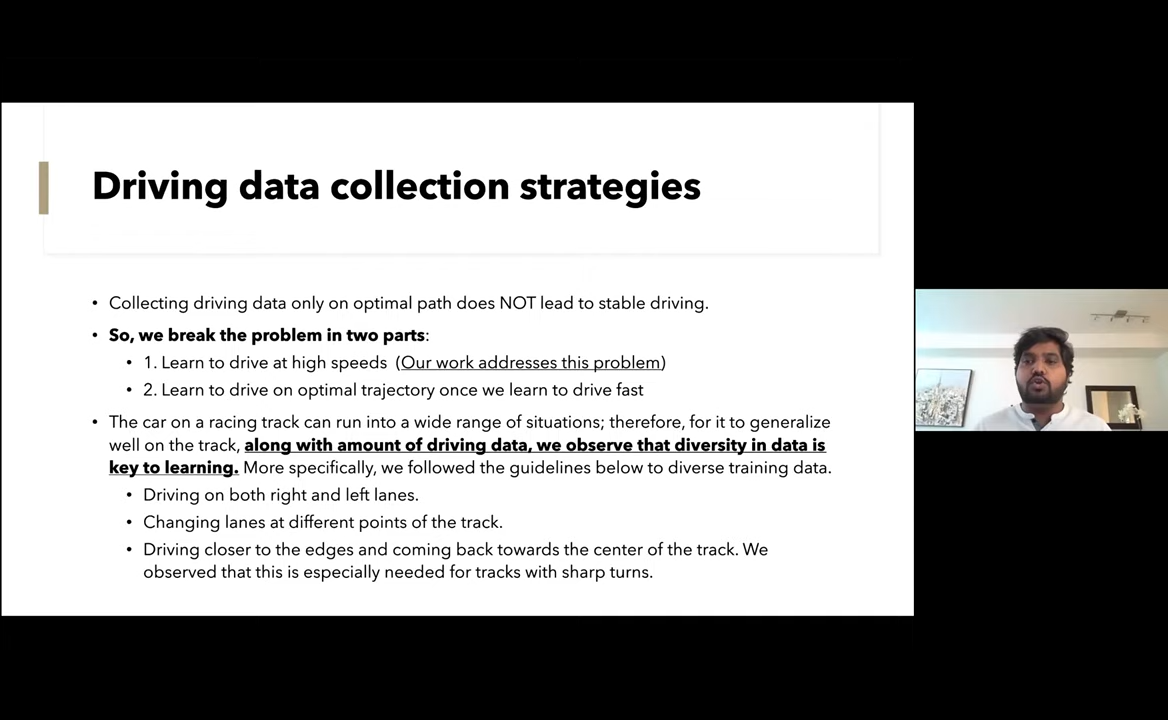 Driving data collection strategies
• Collecting driving data only on optimal path does NOT lead to stable driving.
• So, we break the problem in two parts:
• 1. Learn to drive at high speeds (Our work addresses this problem)
• 2. Learn to drive on optimal trajectory once we learn to drive fast
• The car on a racing track can run into a wide range of situations; therefore, for it to generalize
well on the track, along with amount of driving data, we observe that diversity in data is
key to learning. More specifically, we followed the guidelines below to diverse training data.
• Driving on both right and left lanes.
• Changing lanes at different points of the track.
• Driving closer to the edges and coming back towards the center of the track. We
observed that this is especially needed for tracks with sharp turns.